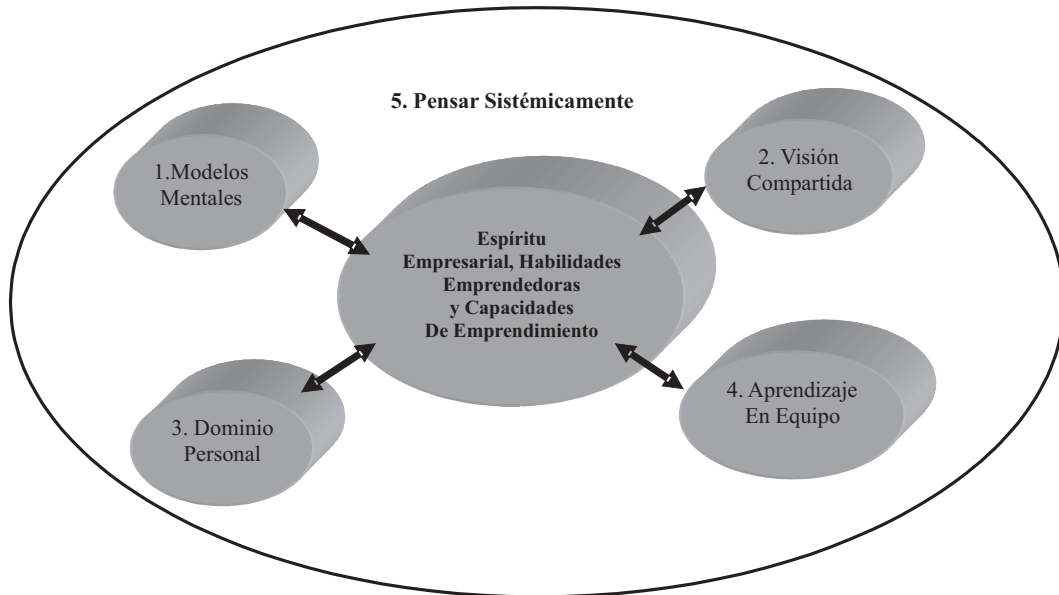 5. Pensar Sistémicamente
1.Modelos
Mentales
2. Visión
Compartida
Espíritu
Empresarial, Habilidades
Emprendedoras
y Capacidades
De Emprendimiento
3. Dominio
Personal
4. Aprendizaje
En Equipo